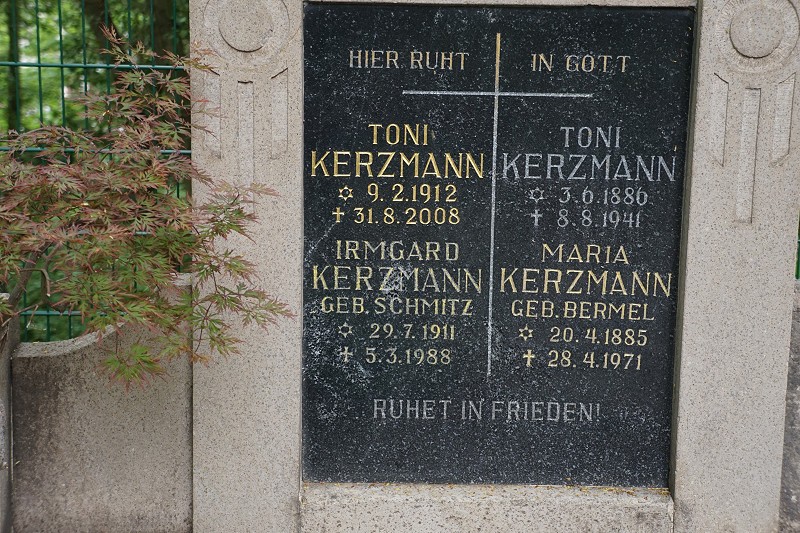 HIER RUHT IN GOTT
TONI
KERZMANN
✡ 9.2.1912
✝ 31.8.2008
IRMGARD
KERZMANN
GEB. SCHMITZ
✡ 29.7.1911
✝ 5.3.1988
TONI
KERZMANN
✡ 3.6.1886
✝ 8.8.1941
MARIA
KERZMANN
GEB. BERMEL
✡ 20.4.1885
✝ 28.4.1971
RUHET IN FRIEDEN!